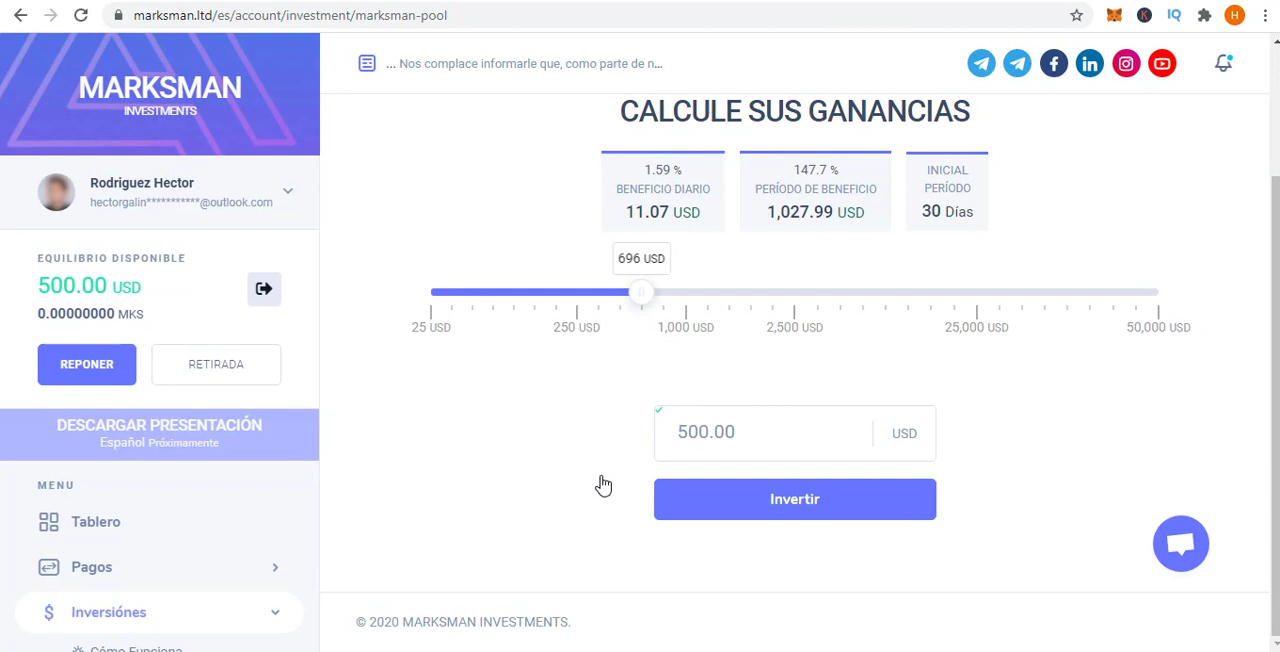 marksman.ltd/es/account/investment/marksman-pool
K
IQ
H
MARKSMAN
INVESTMENTS
Rodriguez Hector
hectorgalin***********@outlook.com
EQUILIBRIO DISPONIBLE
500.00 USD
0.00000000 MKS
REPONER
RETIRADA
DESCARGAR PRESENTACIÓN
Español Próximamente
MENU
Tablero
Pagos
$ Inversiónes
Cómo Funciona
... Nos complace informarle que, como parte de n...
CALCULE SUS GANANCIAS
1.59 %
BENEFICIO DIARIO
11.07 USD
147.7 %
PERÍODO DE BENEFICIO
1,027.99 USD
INICIAL
PERÍODO
30 Días
696 USD
25 USD
250 USD
1,000 USD
2,500 USD
25,000 USD
50,000 USD
500.00 USD
Invertir
© 2020 MARKSMAN INVESTMENTS.